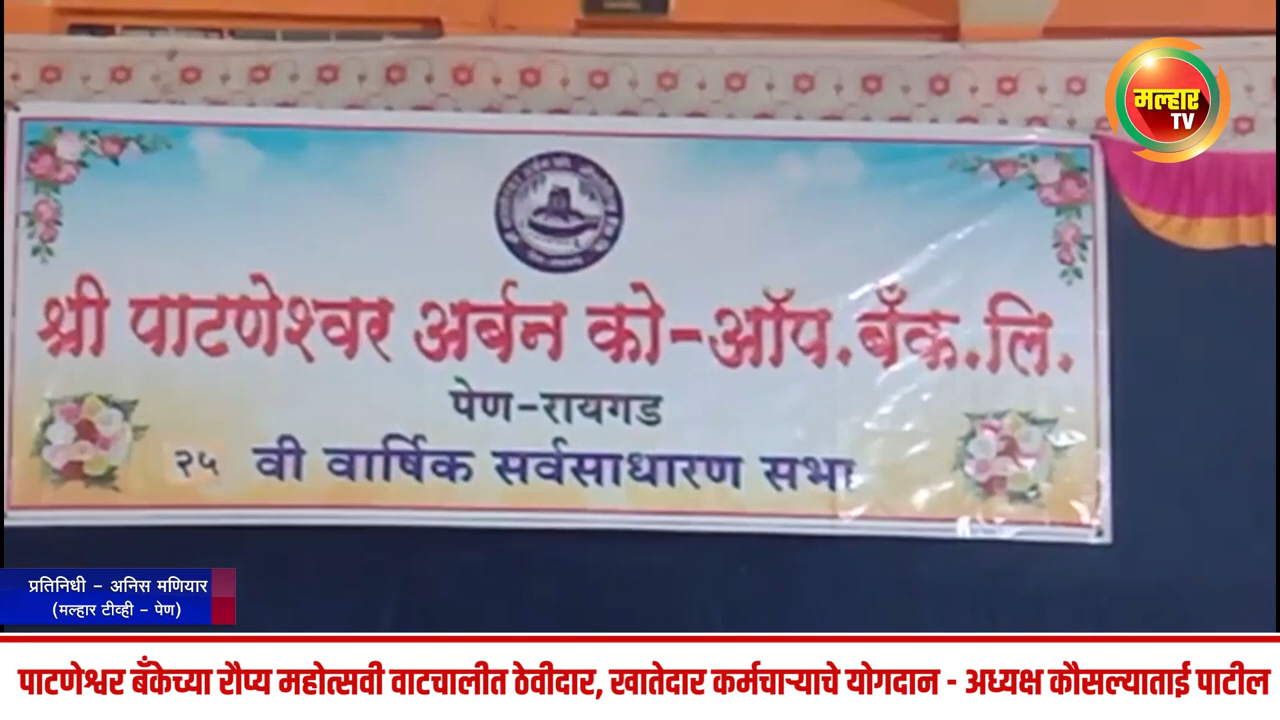 मल्हार
TV
श्री पाटणेश्वर अर्बन को-ऑप.बँक.लि.
पेण-रायगड
२५ वी वार्षिक सर्वसाधारण सभा
प्रतिनिधी - अनिस मणियार
(मल्हार टीव्ही - पेण)
पाटणेश्वर बँकेच्या रौप्य महोत्सवी वाटचालीत ठेवीदार, खातेदार कर्मचाऱ्याचे योगदान - अध्यक्ष कौसल्याताई पाटील